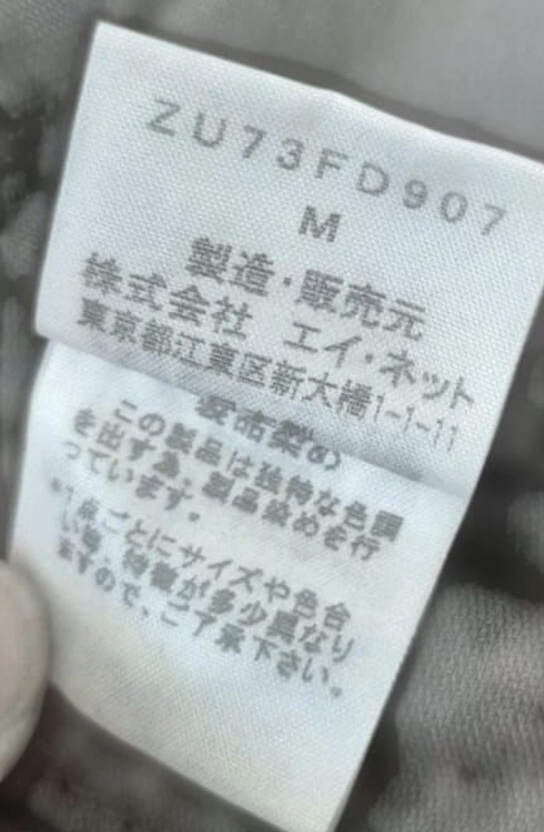 ZU73FD907
M
製造・販売元
株式会社 エイ・ネット
東京都江東区新大橋1-1-11
この製品は独特な色調
を出す為、製品染めを行
っています。
*1点ごとにサイズや色合
い等、特徴が多少異なり
ますので、ご了承下さい。